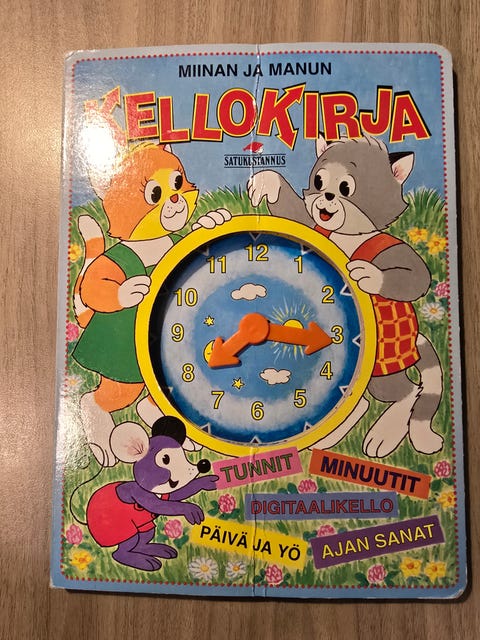 MIINAN JA MANUN
KELLOKIRJA
SATUKUSTANNUS
12
11 1
10 2
9 3
8 4
7 5
6
TUNNIT MINUUTIT
DIGITAALIKELLO
PÄIVÄ JA YÖ AJAN SANAT